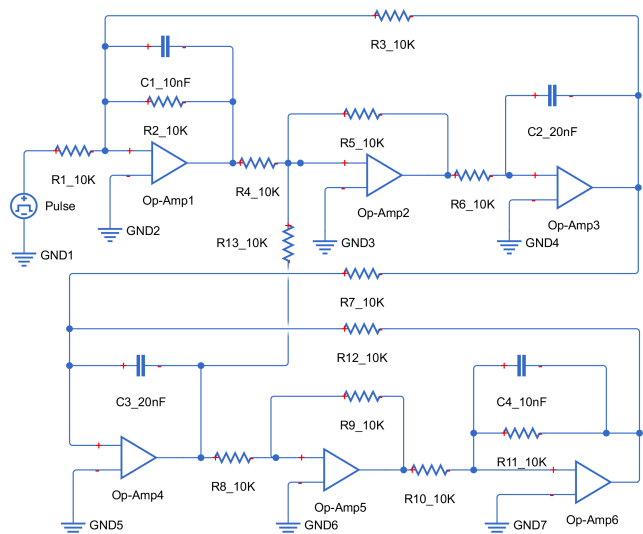 R3_10K
C1_10nF
R2_10K
R1_10K
Op-Amp1
R4_10K
R5_10K
Op-Amp2
R6_10K
C2_20nF
Op-Amp3
Pulse
GND1
GND2
R13_10K
GND3
GND4
R7_10K
R12_10K
C3_20nF
R9_10K
C4_10nF
Op-Amp4
R8_10K
Op-Amp5
R10_10K
R11_10K
Op-Amp6
GND5
GND6
GND7